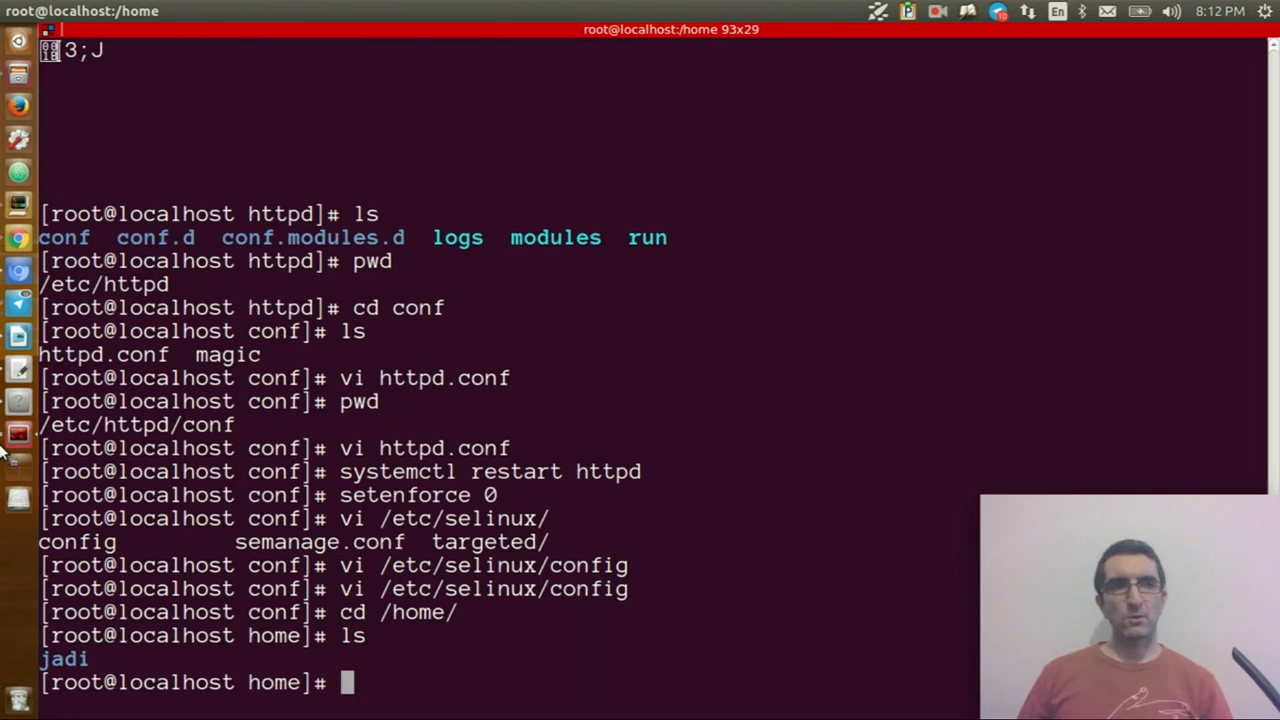 root@localhost:/home
En
8:12 PM
root@localhost:/home 93x29
3;J
[root@localhost httpd]# ls
conf  conf.d  conf.modules.d  logs  modules  run
[root@localhost httpd]# pwd
/etc/httpd
[root@localhost httpd]# cd conf
[root@localhost conf]# ls
httpd.conf  magic
[root@localhost conf]# vi httpd.conf
[root@localhost conf]# pwd
/etc/httpd/conf
[root@localhost conf]# vi httpd.conf
[root@localhost conf]# systemctl restart httpd
[root@localhost conf]# setenforce 0
[root@localhost conf]# vi /etc/selinux/
config         semanage.conf  targeted/
[root@localhost conf]# vi /etc/selinux/config
[root@localhost conf]# vi /etc/selinux/config
[root@localhost conf]# cd /home/
[root@localhost home]# ls
jadi
[root@localhost home]#